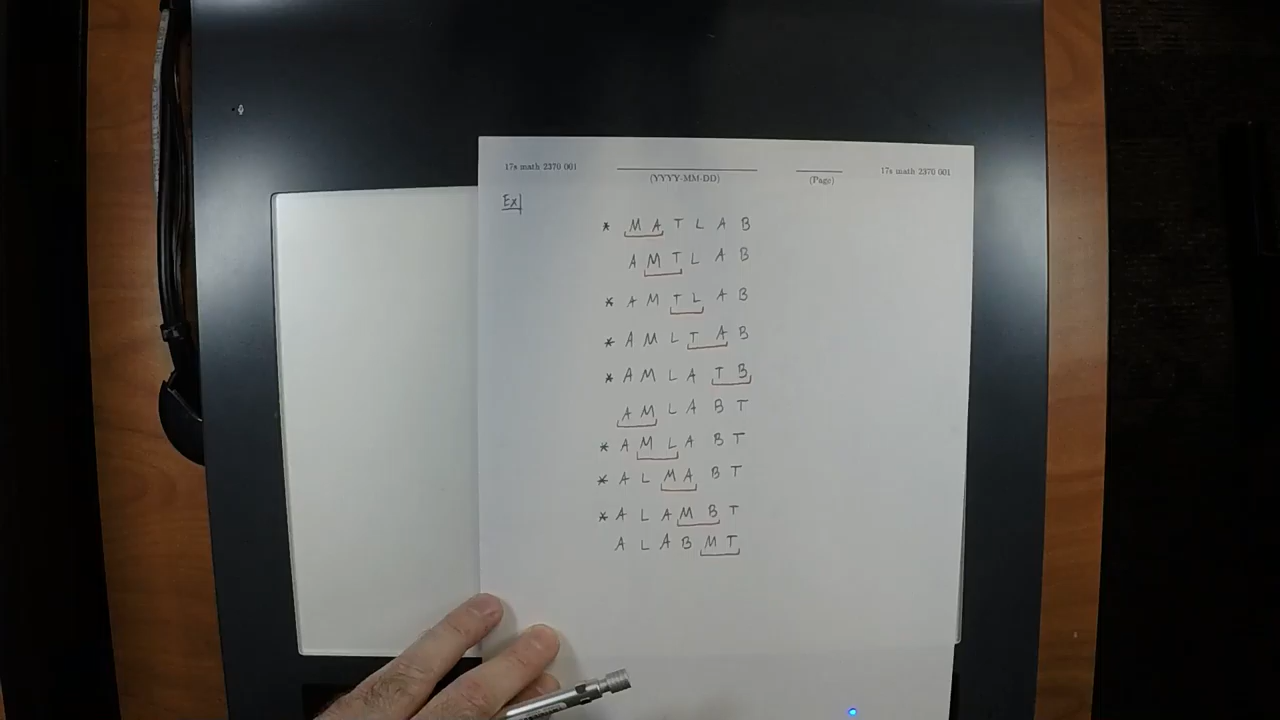 17s math 2370 001 (YYYY-MM-DD) (Page) 17s math 2370 001
Ex
* M A T L A B
A M T L A B
* A M T L A B
* A M L T A B
* A M L A T B
A M L A B T
* A M L A B T
* A L M A B T
* A L A M B T
A L A B M T